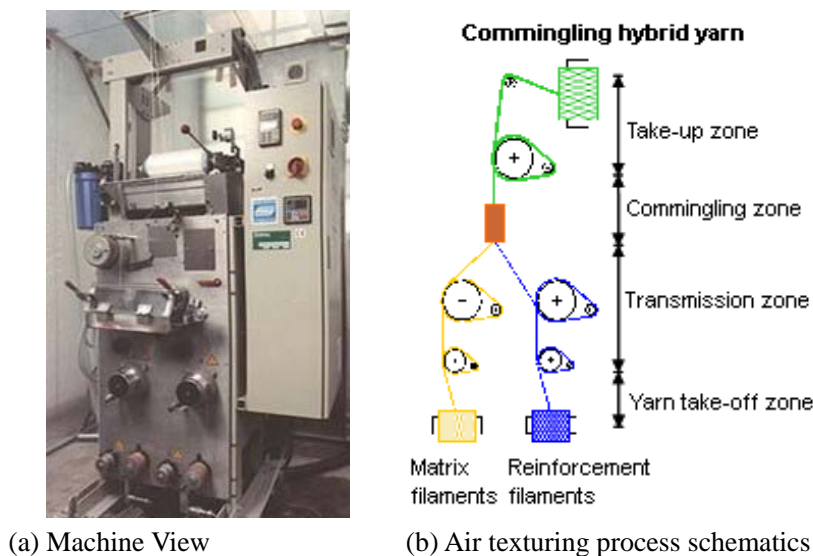 Commingling hybrid yarn
Take-up zone
Commingling zone
Transmission zone
Yarn take-off zone
Matrix
filaments
Reinforcement
filaments
(a) Machine View
(b) Air texturing process schematics